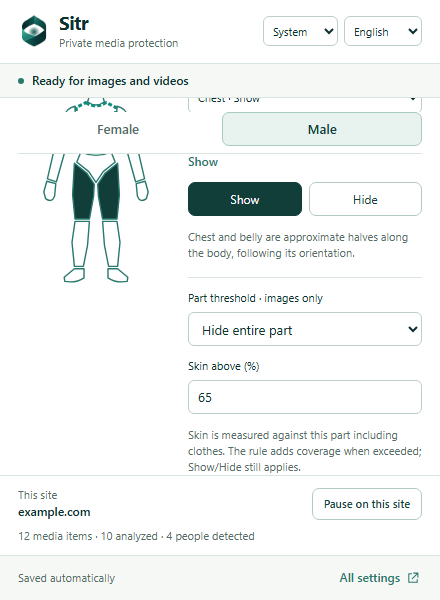 Sitr
Private media protection
System
English
Ready for images and videos
Chest · Show
Female
Male
Show
Show
Hide
Chest and belly are approximate halves along
the body, following its orientation.
Part threshold · images only
Hide entire part
Skin above (%)
65
Skin is measured against this part including
clothes. The rule adds coverage when exceeded;
Show/Hide still applies.
This site
example.com
Pause on this site
12 media items · 10 analyzed · 4 people detected
Saved automatically
All settings